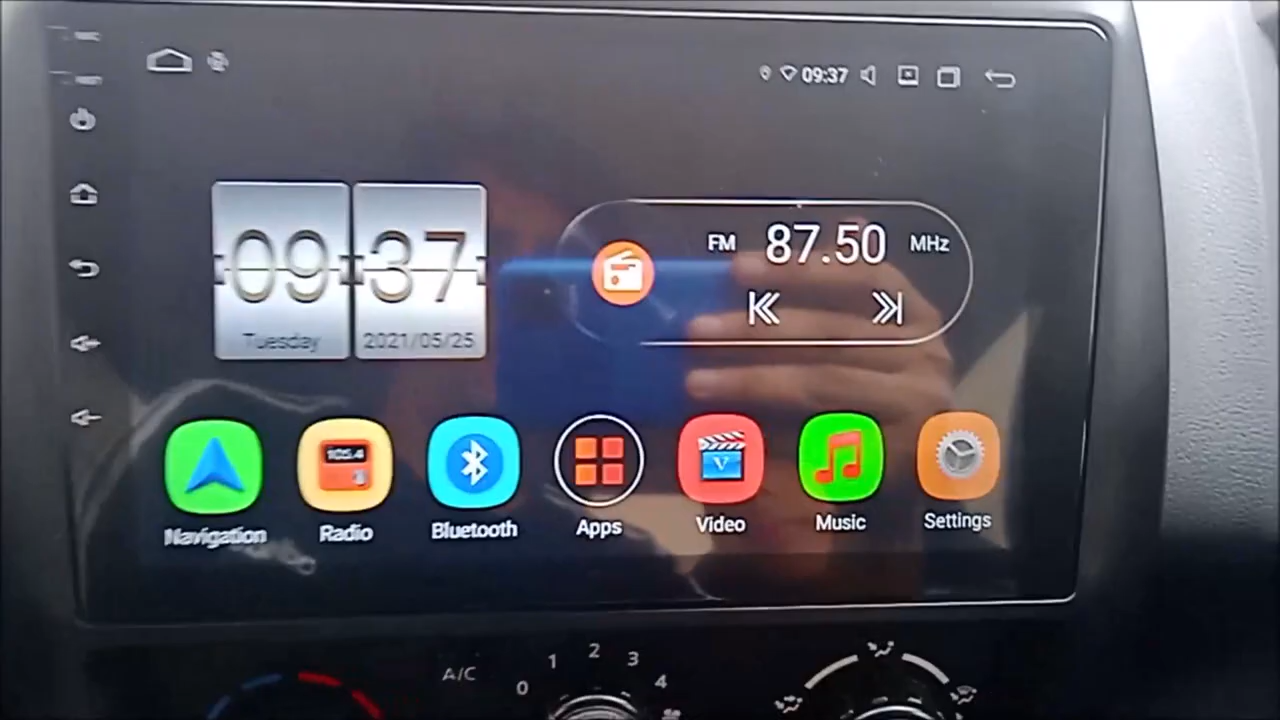 09:37
09 37
Tuesday 2021/05/25
FM 87.50 MHz
105.4
V
Navigation Radio Bluetooth Apps Video Music Settings
A/C 0 1 2 3 4